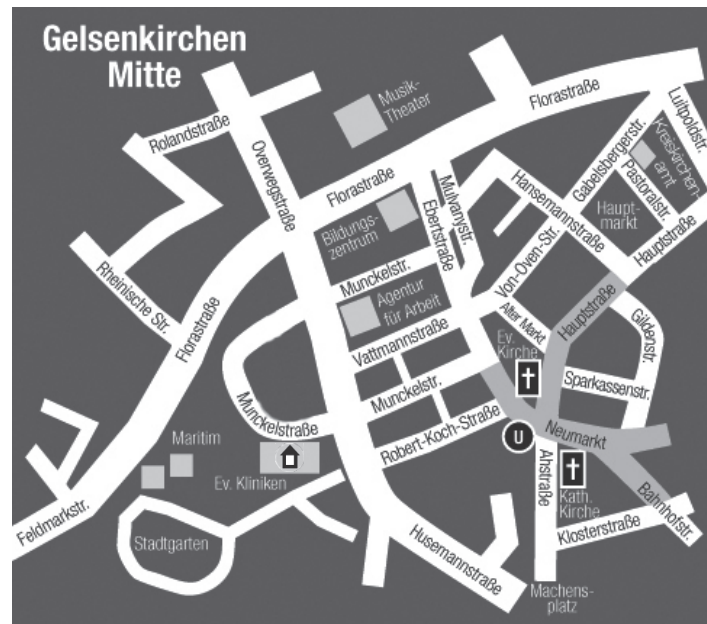 Gelsenkirchen
Mitte
Musik-
Theater
Florastraße
Luitpoldstr.
Rolandstraße
Overwegstraße
Kreiskirchen-
amt
Gabelsbergerstr.
Pastoralstr.
Florastraße
Mulvanystr.
Hansemannstraße
Haupt-
markt
Bildungs-
zentrum
Ebertstraße
Hauptstraße
Von-Oven-Str.
Rheinische Str.
Munckelstr.
Agentur
für Arbeit
Hauptstraße
Florastraße
Alter Markt
Gildenstr.
Vattmannstraße
Ev.
Kirche
Munckelstr.
Sparkassenstr.
Munckelstraße
Robert-Koch-Straße
U
Neumarkt
Maritim
Ev. Kliniken
Ahstraße
Kath.
Kirche
Bahnhofstr.
Feldmarkstr.
Stadtgarten
Husemannstraße
Klosterstraße
Machens-
platz